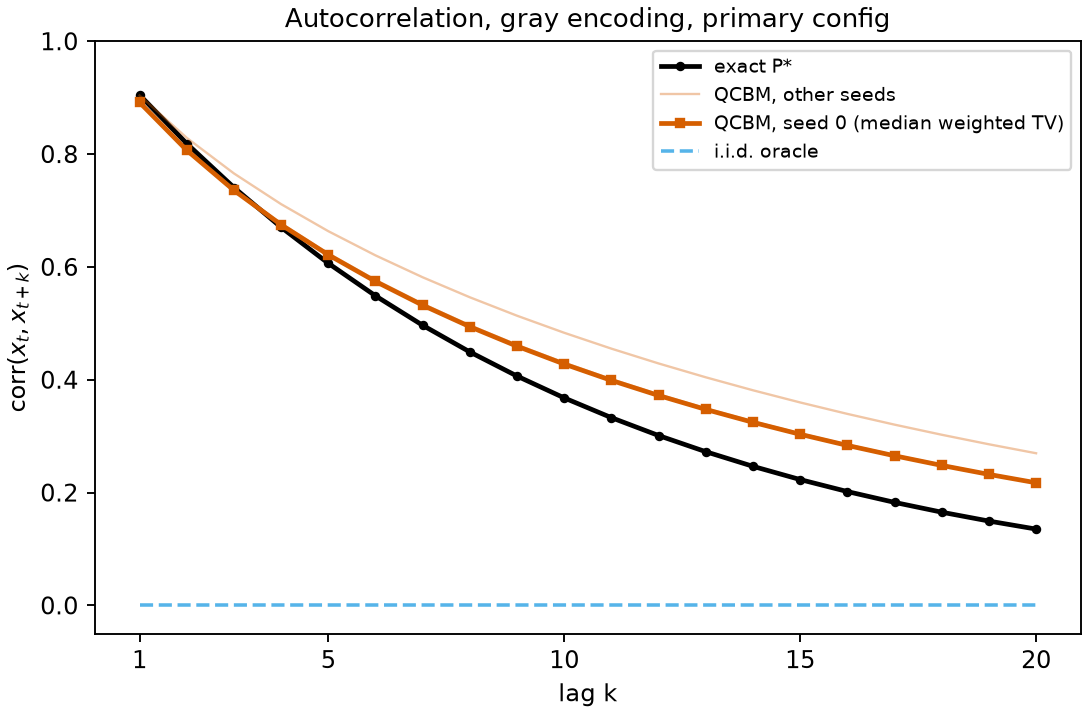 Autocorrelation, gray encoding, primary config
1.0
0.8
0.6
0.4
0.2
0.0
corr(x_t, x_{t+k})
exact P*
QCBM, other seeds
QCBM, seed 0 (median weighted TV)
i.i.d. oracle
1 5 10 15 20
lag k